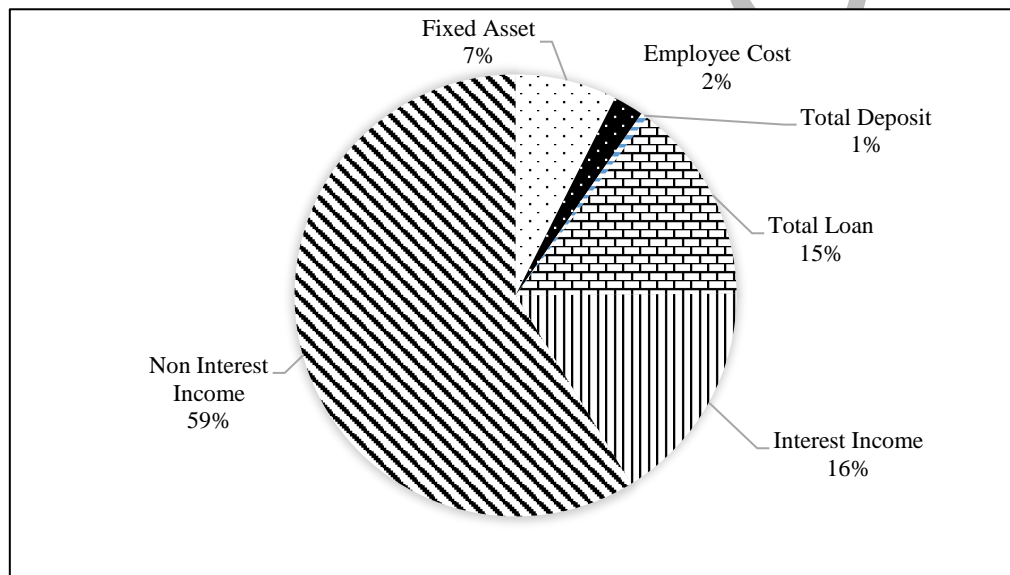 Fixed Asset
7%
Employee Cost
2%
Total Deposit
1%
Total Loan
15%
Interest Income
16%
Non Interest
Income
59%